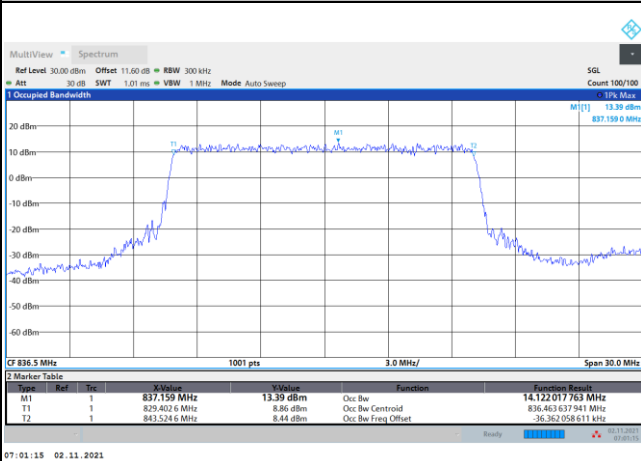 MultiView Spectrum
Ref Level 30.00 dBm Offset 11.60 dB RBW 300 kHz SGL
Att 30 dB SWT 1.01 ms VBW 1 MHz Mode Auto Sweep Count 100/100
1 Occupied Bandwidth 1Pk Max
M1[1] 13.39 dBm
837.159 0 MHz
M1
20 dBm
T1 T2
10 dBm
0 dBm
-10 dBm
-20 dBm
-30 dBm
-40 dBm
-50 dBm
-60 dBm
CF 836.5 MHz 1001 pts 3.0 MHz/ Span 30.0 MHz
2 Marker Table
Type Ref Trc X-Value Y-Value Function Function Result
M1 1 837.159 MHz 13.39 dBm Occ Bw 14.122 017 763 MHz
T1 1 829.402 6 MHz 8.86 dBm Occ Bw Centroid 836.463 637 941 MHz
T2 1 843.524 6 MHz 8.44 dBm Occ Bw Freq Offset -36.362 058 611 kHz
Ready 02.11.2021
07:01:15
07:01:15 02.11.2021